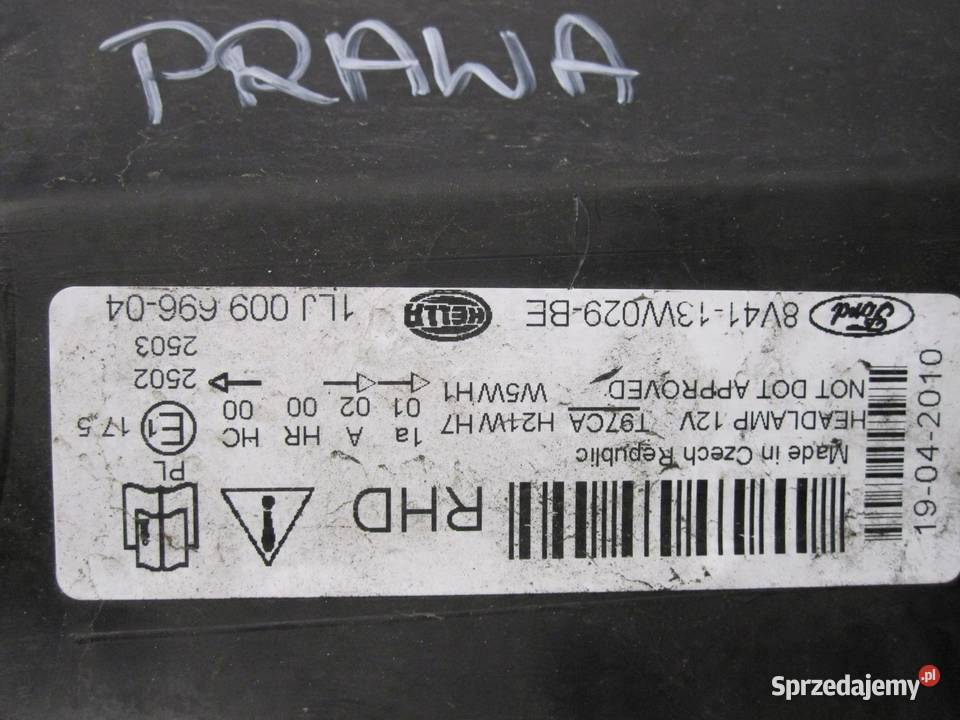 PRAWA
Ford
8V41-13W029-BE
HELLA
1LJ 009 696-04
HEADLAMP 12V
NOT DOT APPROVED
T97CA
H21W H7
W5W H1
1a 01
A 02
HR 00
HC 00
E1
17.5
2502
2503
Made in Czech Republic
RHD
PL
19-04-2010
Sprzedajemy.pl